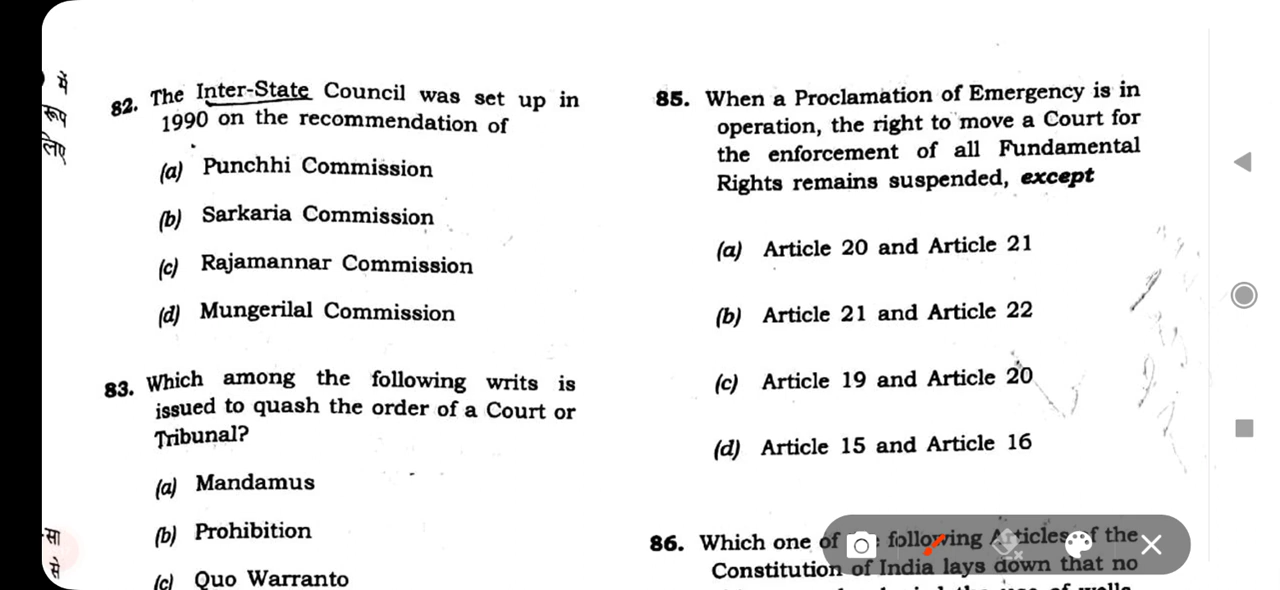 में
रूप
लिए
82. The Inter-State Council was set up in
1990 on the recommendation of
(a) Punchhi Commission
(b) Sarkaria Commission
(c) Rajamannar Commission
(d) Mungerilal Commission
83. Which among the following writs is
issued to quash the order of a Court or
Tribunal?
(a) Mandamus
(b) Prohibition
(c) Quo Warranto
सा
से
85. When a Proclamation of Emergency is in
operation, the right to move a Court for
the enforcement of all Fundamental
Rights remains suspended, except
(a) Article 20 and Article 21
(b) Article 21 and Article 22
(c) Article 19 and Article 20
(d) Article 15 and Article 16
86. Which one of following Articles of the
Constitution of India lays down that no